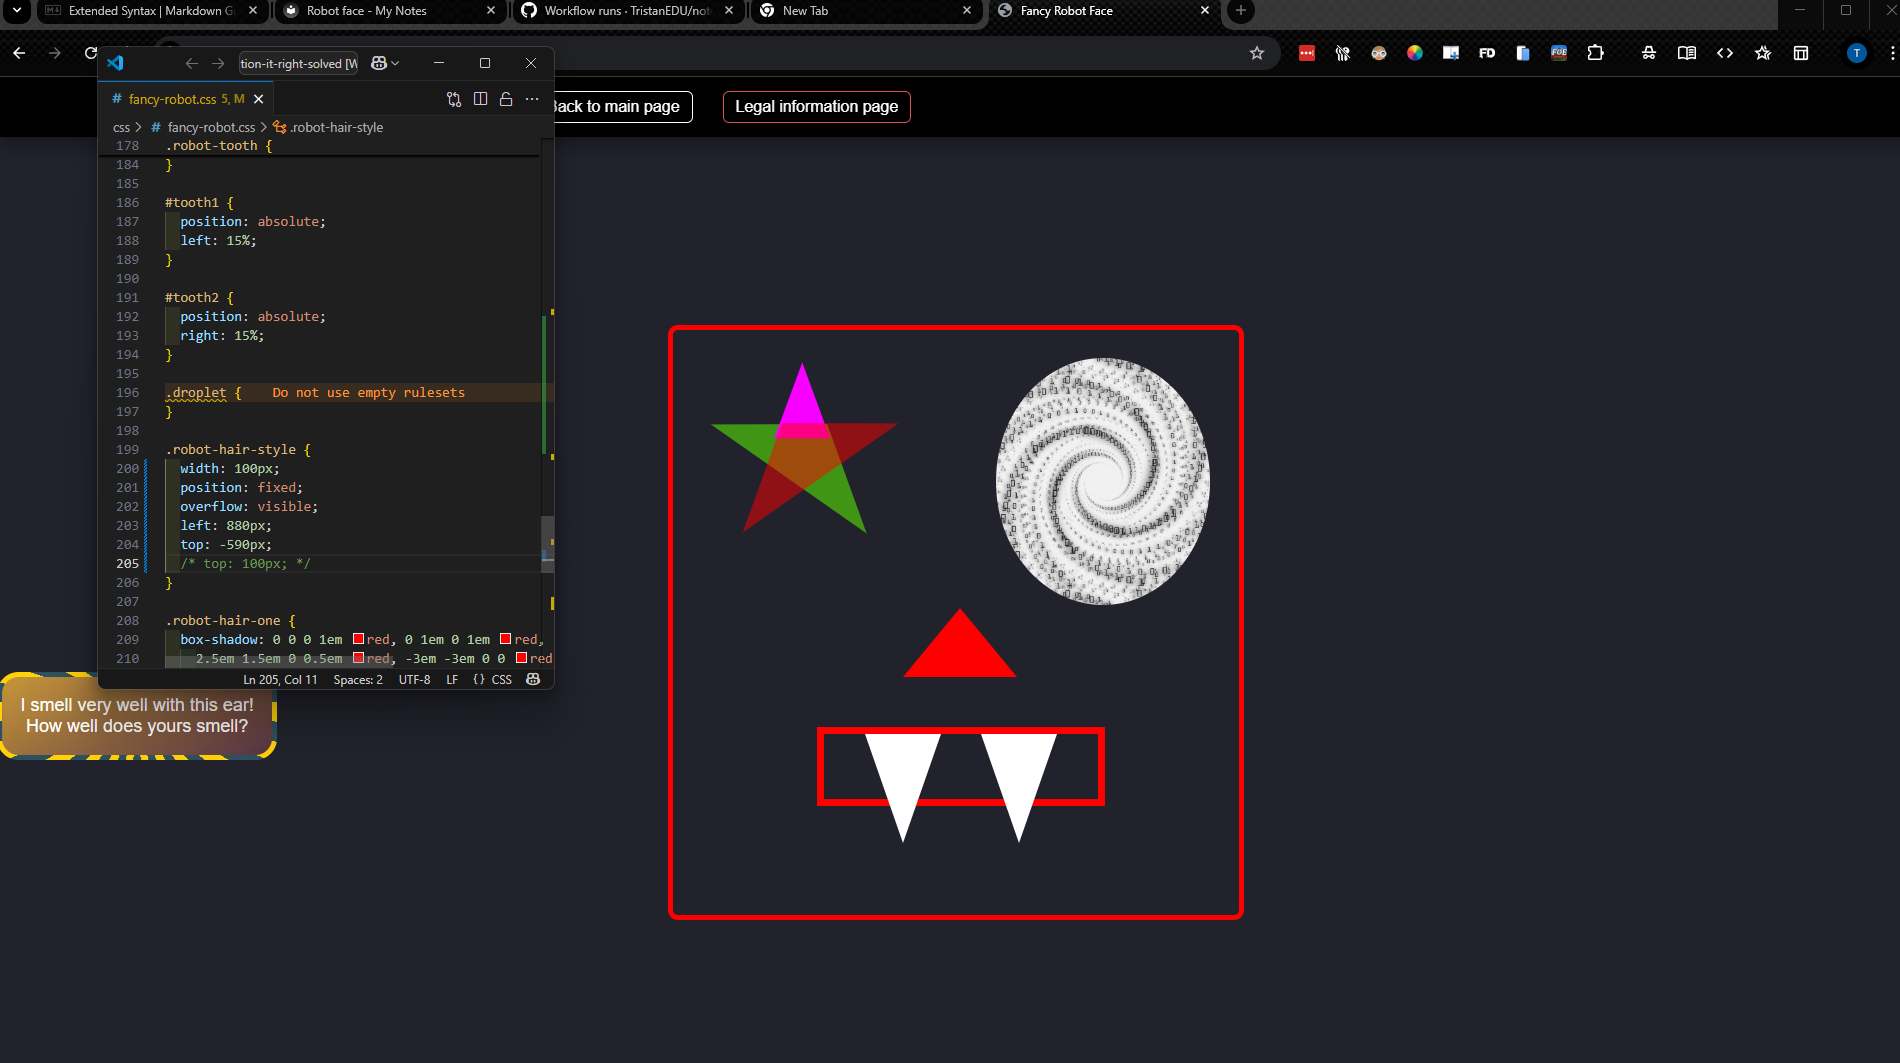 Extended Syntax | Markdown G
Robot face - My Notes
Workflow runs · TristanEDU/not
New Tab
Fancy Robot Face
FD
FOE
T
tion-it-right-solved [W
# fancy-robot.css 5, M
css > # fancy-robot.css > .robot-hair-style
Back to main page
Legal information page
178 .robot-tooth {
184 }
185
186 #tooth1 {
187 position: absolute;
188 left: 15%;
189 }
190
191 #tooth2 {
192 position: absolute;
193 right: 15%;
194 }
195
196 .droplet { Do not use empty rulesets
197 }
198
199 .robot-hair-style {
200 width: 100px;
201 position: fixed;
202 overflow: visible;
203 left: 880px;
204 top: -590px;
205 /* top: 100px; */
206 }
207
208 .robot-hair-one {
209 box-shadow: 0 0 0 1em red, 0 1em 0 1em red,
210 2.5em 1.5em 0 0.5em red, -3em -3em 0 0 red
Ln 205, Col 11 Spaces: 2 UTF-8 LF {} CSS
I smell very well with this ear!
How well does yours smell?